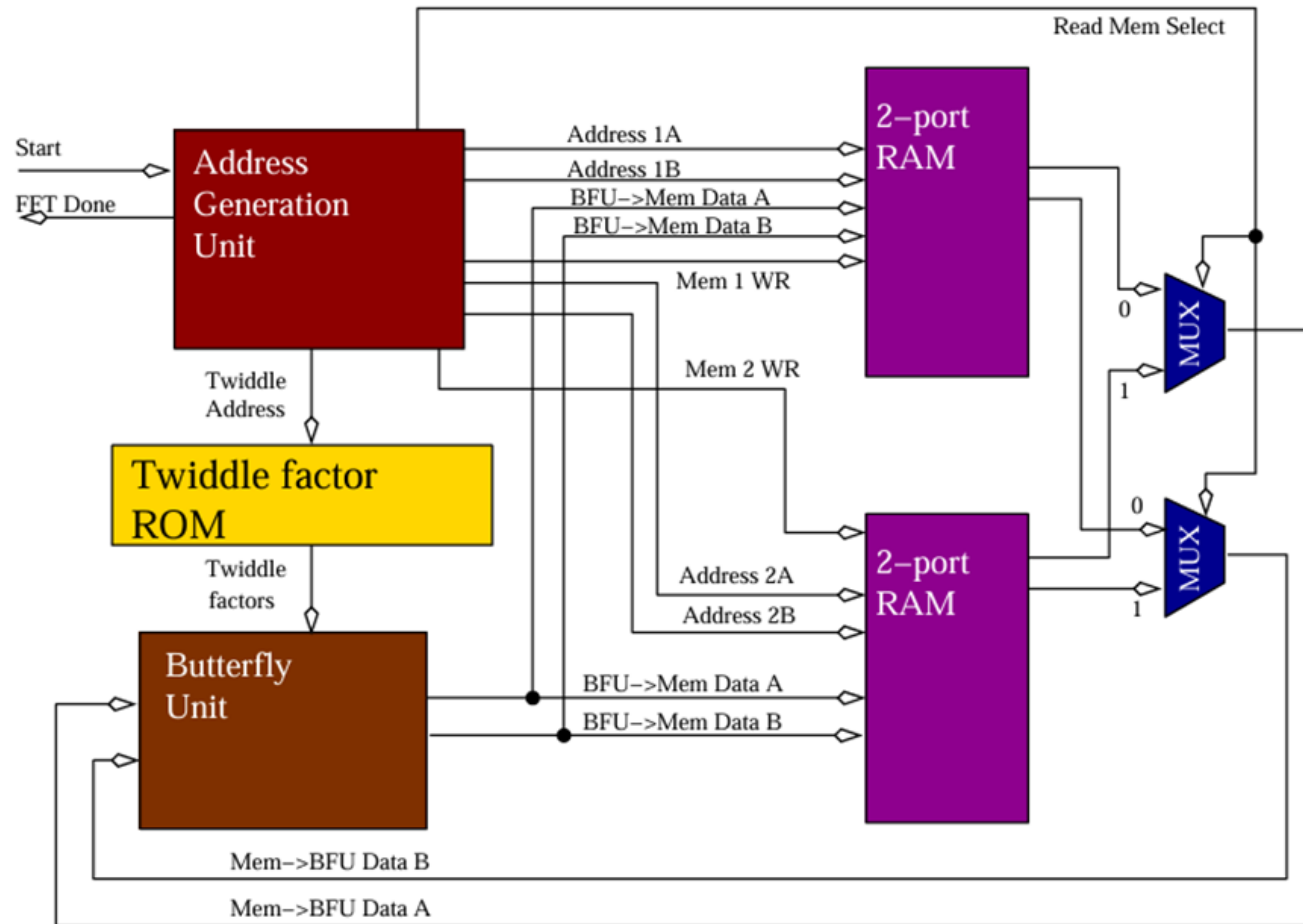 Read Mem Select
Start
FFT Done
Address
Generation
Unit
Address 1A
Address 1B
BFU->Mem Data A
BFU->Mem Data B
Mem 1 WR
2-port
RAM
0
MUX
1
Mem 2 WR
Twiddle
Address
Twiddle factor
ROM
Twiddle
factors
Address 2A
Address 2B
2-port
RAM
0
MUX
1
Butterfly
Unit
BFU->Mem Data A
BFU->Mem Data B
Mem->BFU Data B
Mem->BFU Data A